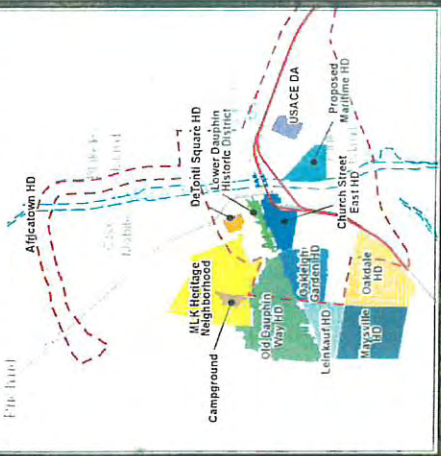 Africatown HD
DeTonti Square HD
Lower Dauphin
Historic District
USACE DA
Proposed
Maritime HD
MLK Heritage
Neighborhood
Campground
Old Dauphin
Way HD
Oakleigh
Garden HD
Church Street
East HD
Leinkauf HD
Oakdale
HD
Maysville
HD